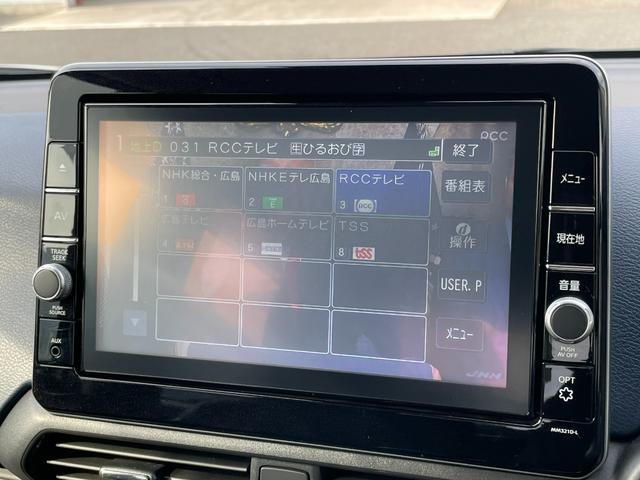 1 地上D 031 RCCテレビ 生ひるおび字
終了
RCC
NHK総合・広島
1
NHKEテレ広島
2 E
RCCテレビ
3 RCC
広島テレビ
4
広島ホームテレビ
5
TSS
8 tss
番組表
操作
USER.P
メニュー
JNN
AV
TRACK
SEEK
PUSH
SOURCE
AUX
メニュー
現在地
音量
PUSH
AV OFF
OPT
MM321D-L